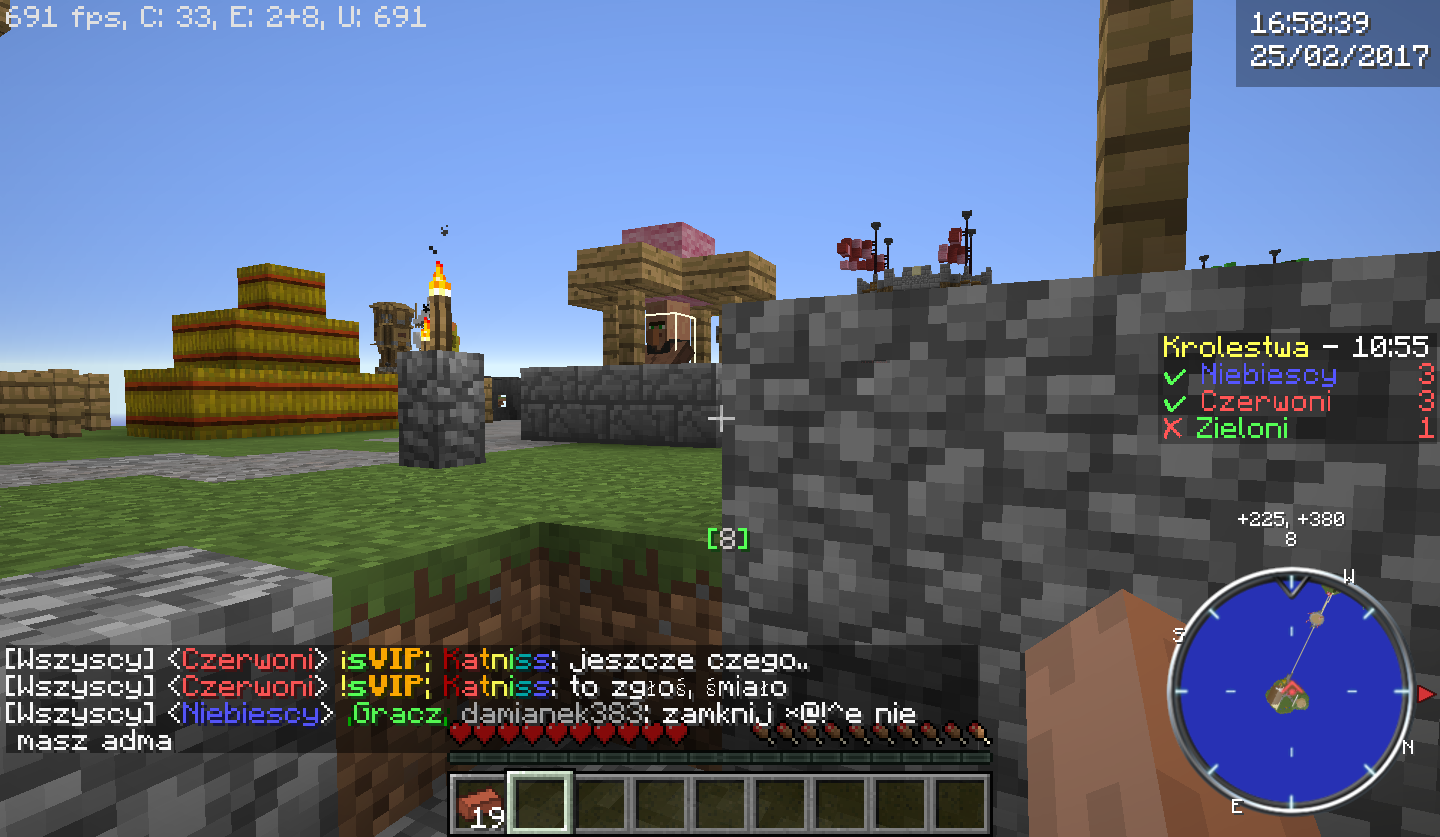 691 fps, C: 33, E: 2+8, U: 691
16:58:39
25/02/2017
Krolestwa - 10:55
✓ Niebiescy 3
✓ Czerwoni 3
X Zieloni 1
+225, +380
8
[8]
W
S
N
E
[Wszyscy] <Czerwoni> ¡sVIP¦ Katniss: jeszcze czego..
[Wszyscy] <Czerwoni> !sVIP¦ Katniss: to zgłoś, śmiało
[Wszyscy] <Niebiescy> ,Gracz, damianek383: zamknij ×@!^e nie
masz adma
19